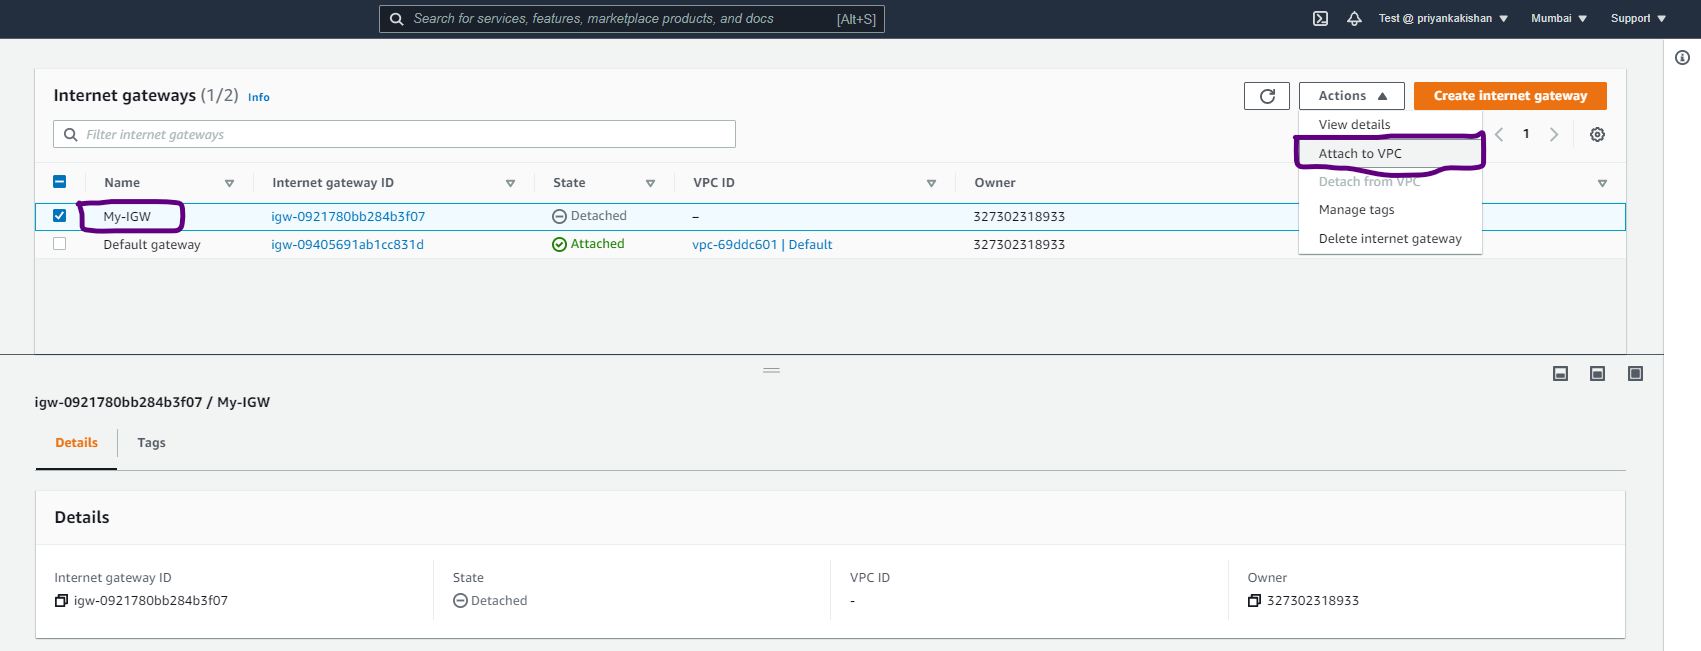 Search for services, features, marketplace products, and docs [Alt+S] Test @ priyankakishan Mumbai Support
Internet gateways (1/2) Info Actions Create internet gateway
Filter internet gateways 1
View details
Attach to VPC
Detach from VPC
Manage tags
Delete internet gateway
Name Internet gateway ID State VPC ID Owner
My-IGW igw-0921780bb284b3f07 Detached – 327302318933
Default gateway igw-09405691ab1cc831d Attached vpc-69ddc601 | Default 327302318933
igw-0921780bb284b3f07 / My-IGW
Details Tags
Details
Internet gateway ID State VPC ID Owner
igw-0921780bb284b3f07 Detached - 327302318933